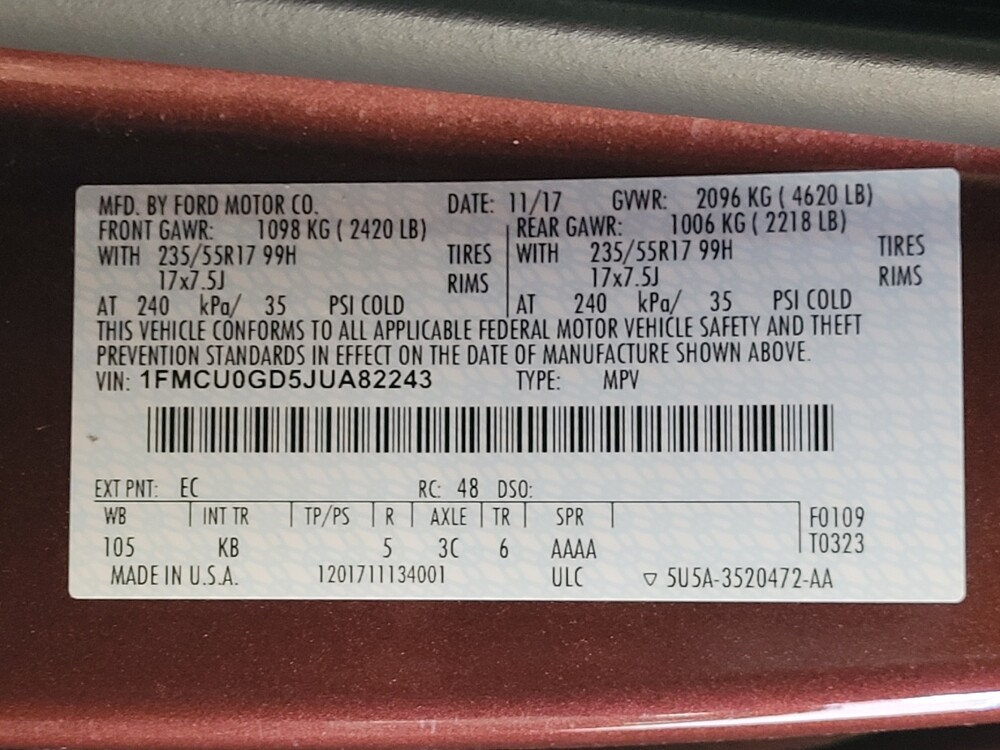 MFD. BY FORD MOTOR CO. DATE: 11/17 GVWR: 2096 KG ( 4620 LB)
FRONT GAWR: 1098 KG ( 2420 LB) REAR GAWR: 1006 KG ( 2218 LB)
WITH 235/55R17 99H TIRES WITH 235/55R17 99H TIRES
17x7.5J RIMS 17x7.5J RIMS
AT 240 kPa/ 35 PSI COLD AT 240 kPa/ 35 PSI COLD
THIS VEHICLE CONFORMS TO ALL APPLICABLE FEDERAL MOTOR VEHICLE SAFETY AND THEFT
PREVENTION STANDARDS IN EFFECT ON THE DATE OF MANUFACTURE SHOWN ABOVE.
VIN: 1FMCU0GD5JUA82243 TYPE: MPV
EXT PNT: EC RC: 48 DSO:
WB INT TR TP/PS R AXLE TR SPR F0109
105 KB 5 3C 6 AAAA T0323
MADE IN U.S.A. 1201711134001 ULC ▽ 5U5A-3520472-AA